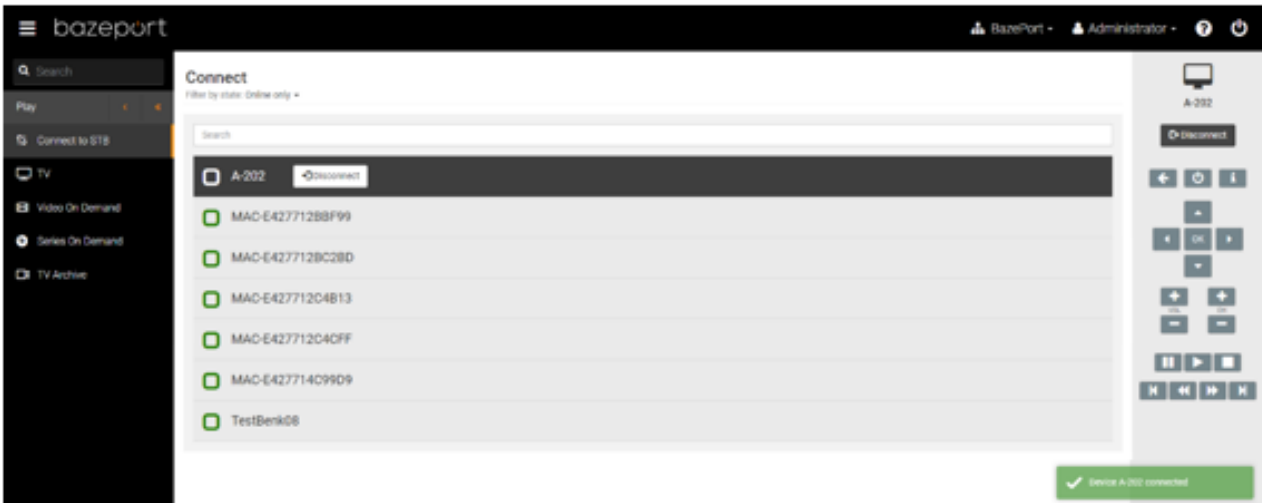 bazeport
BazePort
Administrator
Search
Play
Connect to STB
TV
Video On Demand
Series On Demand
TV Archive
Connect
Filter by state: Online only
Search
A-202
Disconnect
MAC-E427712BBF99
MAC-E427712BC2BD
MAC-E427712C4B13
MAC-E427712C4CFF
MAC-E427714C99D9
TestBenk08
A-202
Disconnect
OK
VOL
CH
Device A-202 connected